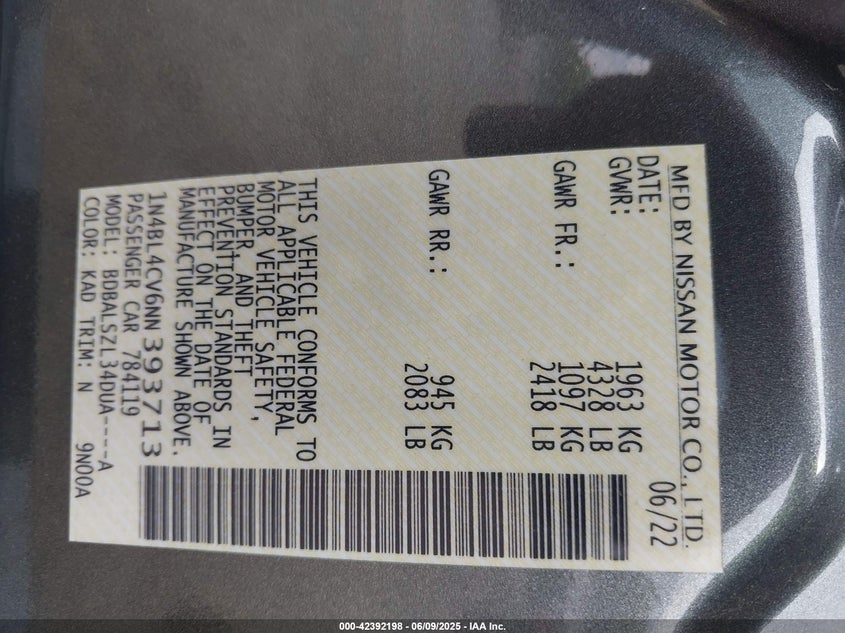 MFD BY NISSAN MOTOR CO., LTD.
DATE: 06/22
GVWR: 1963 KG
4328 LB
GAWR FR.: 1097 KG
2418 LB
GAWR RR.: 945 KG
2083 LB
THIS VEHICLE CONFORMS TO
ALL APPLICABLE FEDERAL
MOTOR VEHICLE SAFETY,
BUMPER, AND THEFT
PREVENTION STANDARDS IN
EFFECT ON THE DATE OF
MANUFACTURE SHOWN ABOVE.
1N4BL4CV6NN393713
PASSENGER CAR 784119
MODEL: BDBALSZL34DUA----A
COLOR: KAD TRIM: N 9N00A
000-42392198 - 06/09/2025 - IAA Inc.